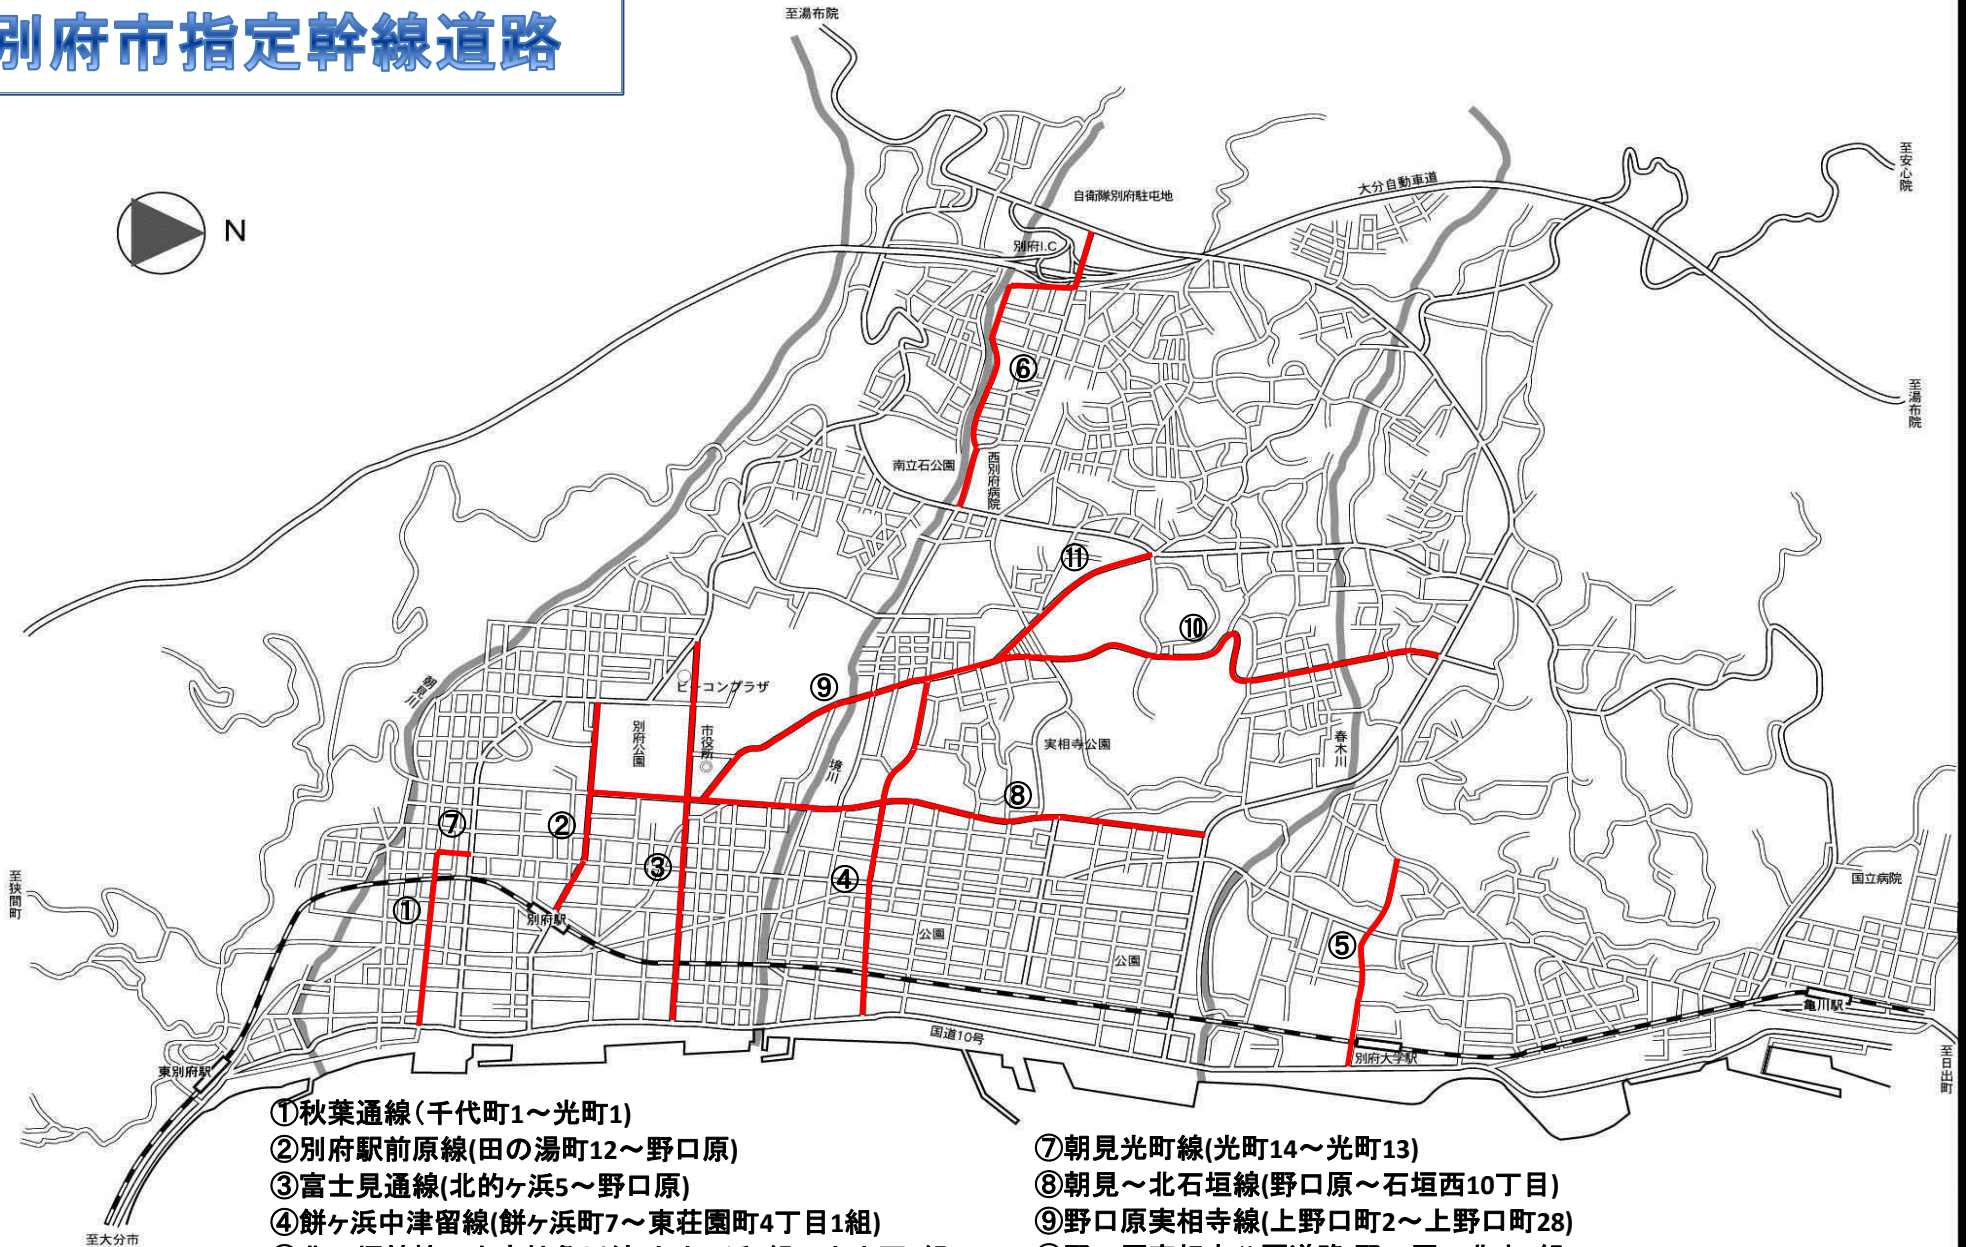 別府市指定幹線道路
至湯布院
至安心院
大分自動車道
自衛隊別府駐屯地
N
別府I.C
至湯布院
⑥
南立石公園
西別府病院
⑪
⑩
朝見川
ビーコンプラザ
⑨
別府公園
市役所
実相寺公園
春木川
境川
⑧
⑦
②
③
④
至狭間町
国立病院
①
別府駅
公園
⑤
公園
亀川駅
国道10号
別府大学駅
東別府駅
至日出町
①秋葉通線(千代町1～光町1)
②別府駅前原線(田の湯町12～野口原)
③富士見通線(北的ヶ浜5～野口原)
④餅ヶ浜中津留線(餅ヶ浜町7～東荘園町4丁目1組)
⑦朝見光町線(光町14～光町13)
⑧朝見～北石垣線(野口原～石垣西10丁目)
⑨野口原実相寺線(上野口町2～上野口町28)
至大分市